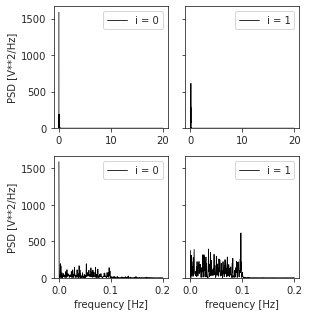 i = 0
i = 1
PSD [V**2/Hz]
1500
1000
500
0
0 10 20
0 10 20
i = 0
i = 1
PSD [V**2/Hz]
1500
1000
500
0
0.0 0.1 0.2
0.0 0.1 0.2
frequency [Hz]
frequency [Hz]